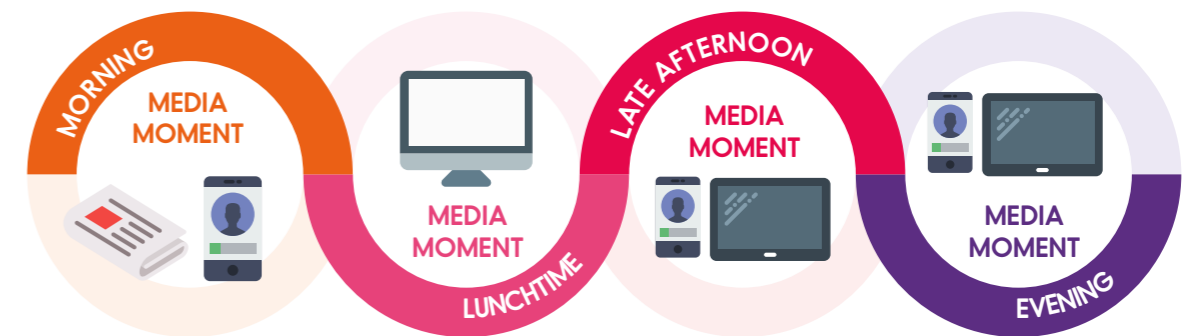 MORNING
MEDIA
MOMENT
MEDIA
MOMENT
LUNCHTIME
LATE AFTERNOON
MEDIA
MOMENT
MEDIA
MOMENT
EVENING